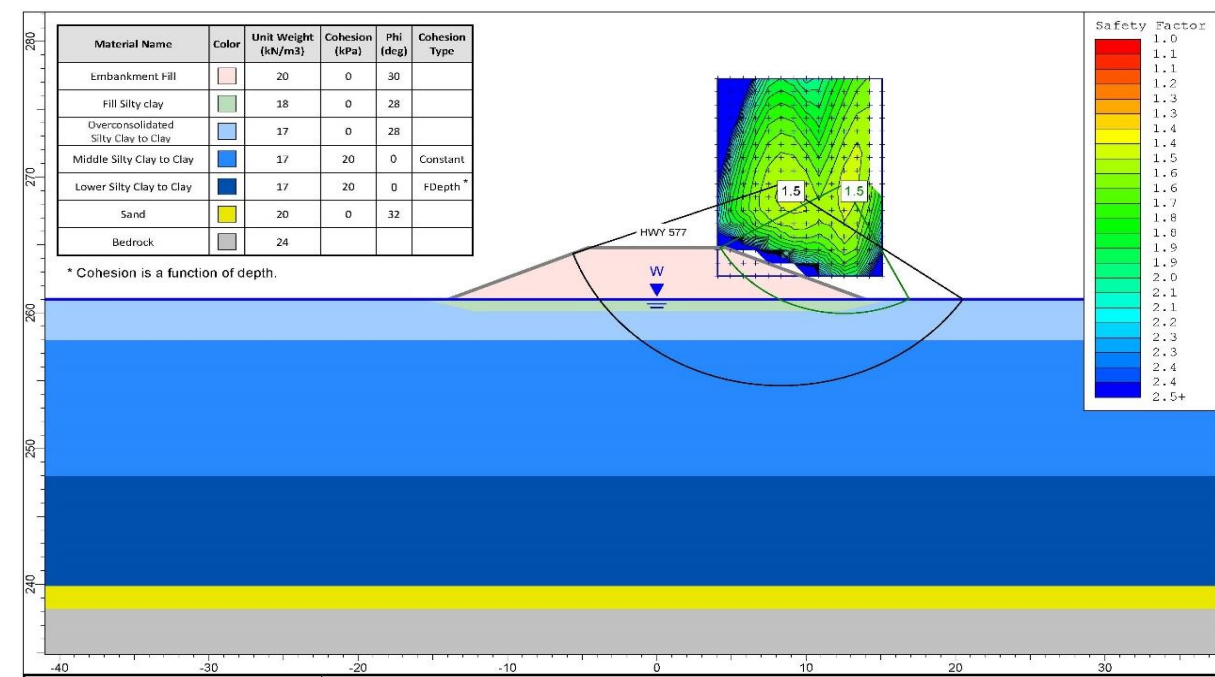 Material Name Color Unit Weight (kN/m3) Cohesion (kPa) Phi (deg) Cohesion Type
Embankment Fill 20 0 30
Fill Silty clay 18 0 28
Overconsolidated
Silty Clay to Clay 17 0 28
Middle Silty Clay to Clay 17 20 0 Constant
Lower Silty Clay to Clay 17 20 0 FDepth *
Sand 20 0 32
Bedrock 24
* Cohesion is a function of depth.
Safety Factor
1.0
1.1
1.1
1.2
1.3
1.3
1.4
1.5
1.6
1.6
1.7
1.8
1.8
1.9
1.9
2.0
2.1
2.1
2.2
2.3
2.3
2.4
2.4
2.5+
1.5
1.5
HWY 577
W
280
270
260
250
240
-40 -30 -20 -10 0 10 20 30